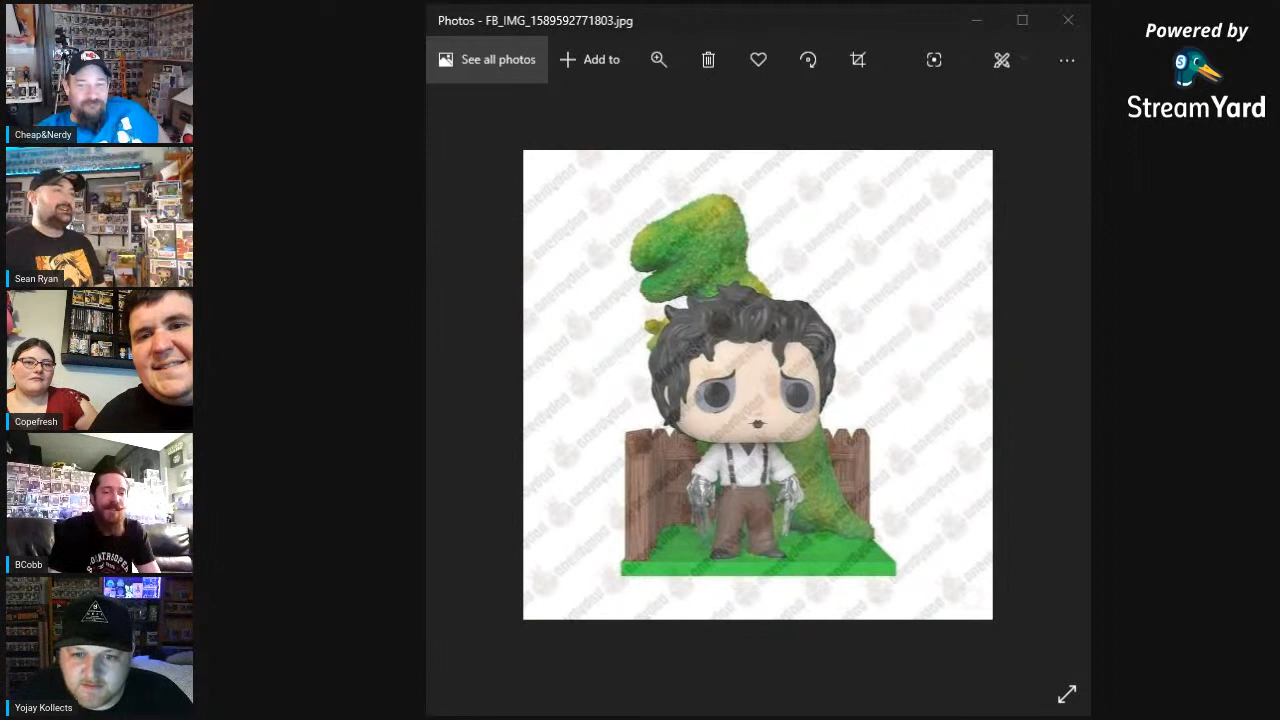 Photos - FB_IMG_1589592771803.jpg
See all photos
Add to
Powered by
StreamYard
Cheap&Nerdy
Sean Ryan
Copefresh
BCobb
Yojay Kollects